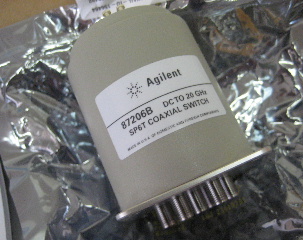 Agilent
87206B DC TO 20 GHz
SP6T COAXIAL SWITCH